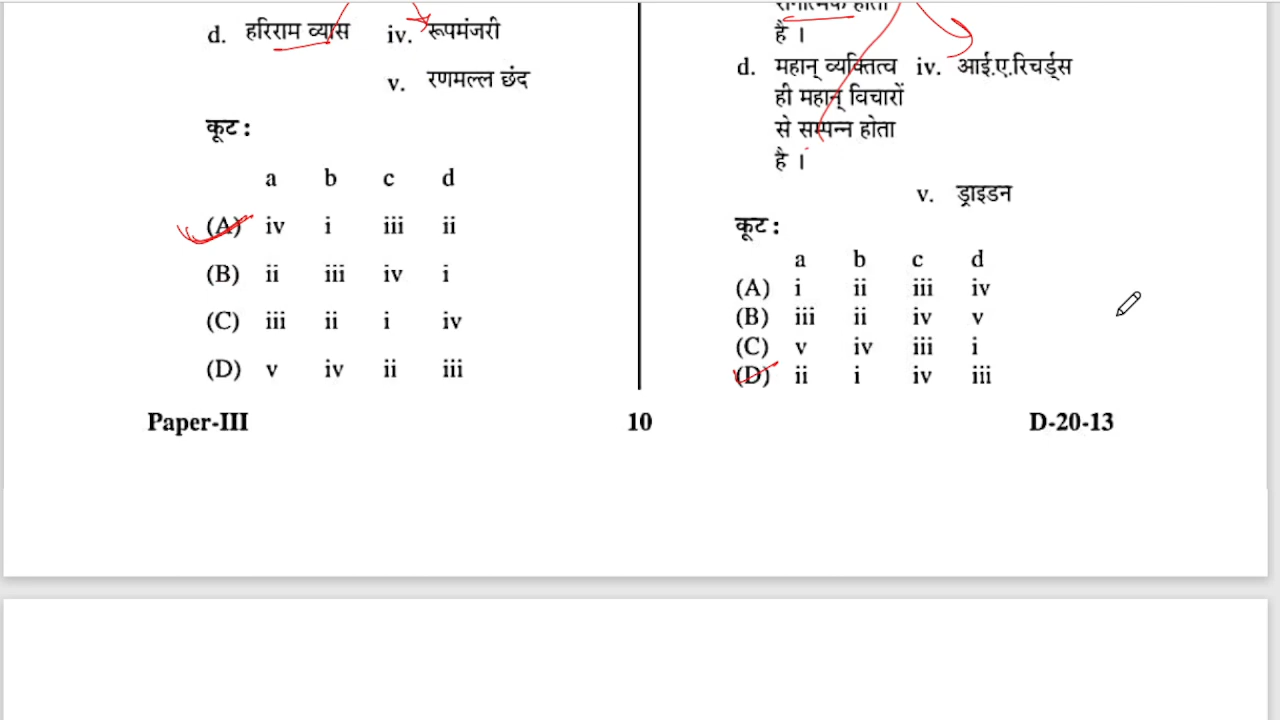 d. हरिराम व्यास iv. रूपमंजरी
v. रणमल्ल छंद
कूट :
a b c d
(A) iv i iii ii
(B) ii iii iv i
(C) iii ii i iv
(D) v iv ii iii
रागात्मक होता
है ।
d. महान् व्यक्तित्व iv. आई.ए.रिचर्ड्स
ही महान् विचारों
से सम्पन्न होता
है ।
v. ड्राइडन
कूट :
a b c d
(A) i ii iii iv
(B) iii ii iv v
(C) v iv iii i
(D) ii i iv iii
Paper-III 10 D-20-13